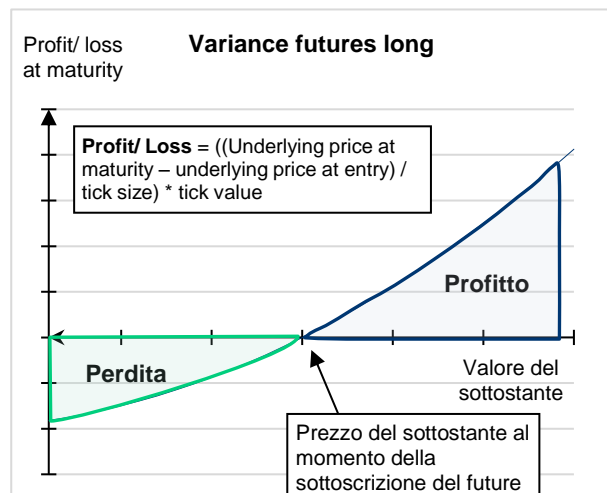 Profit/ loss
at maturity
Variance futures long
Profit/ Loss = ((Underlying price at
maturity – underlying price at entry) /
tick size) * tick value
Profitto
Perdita
Valore del
sottostante
Prezzo del sottostante al
momento della
sottoscrizione del future